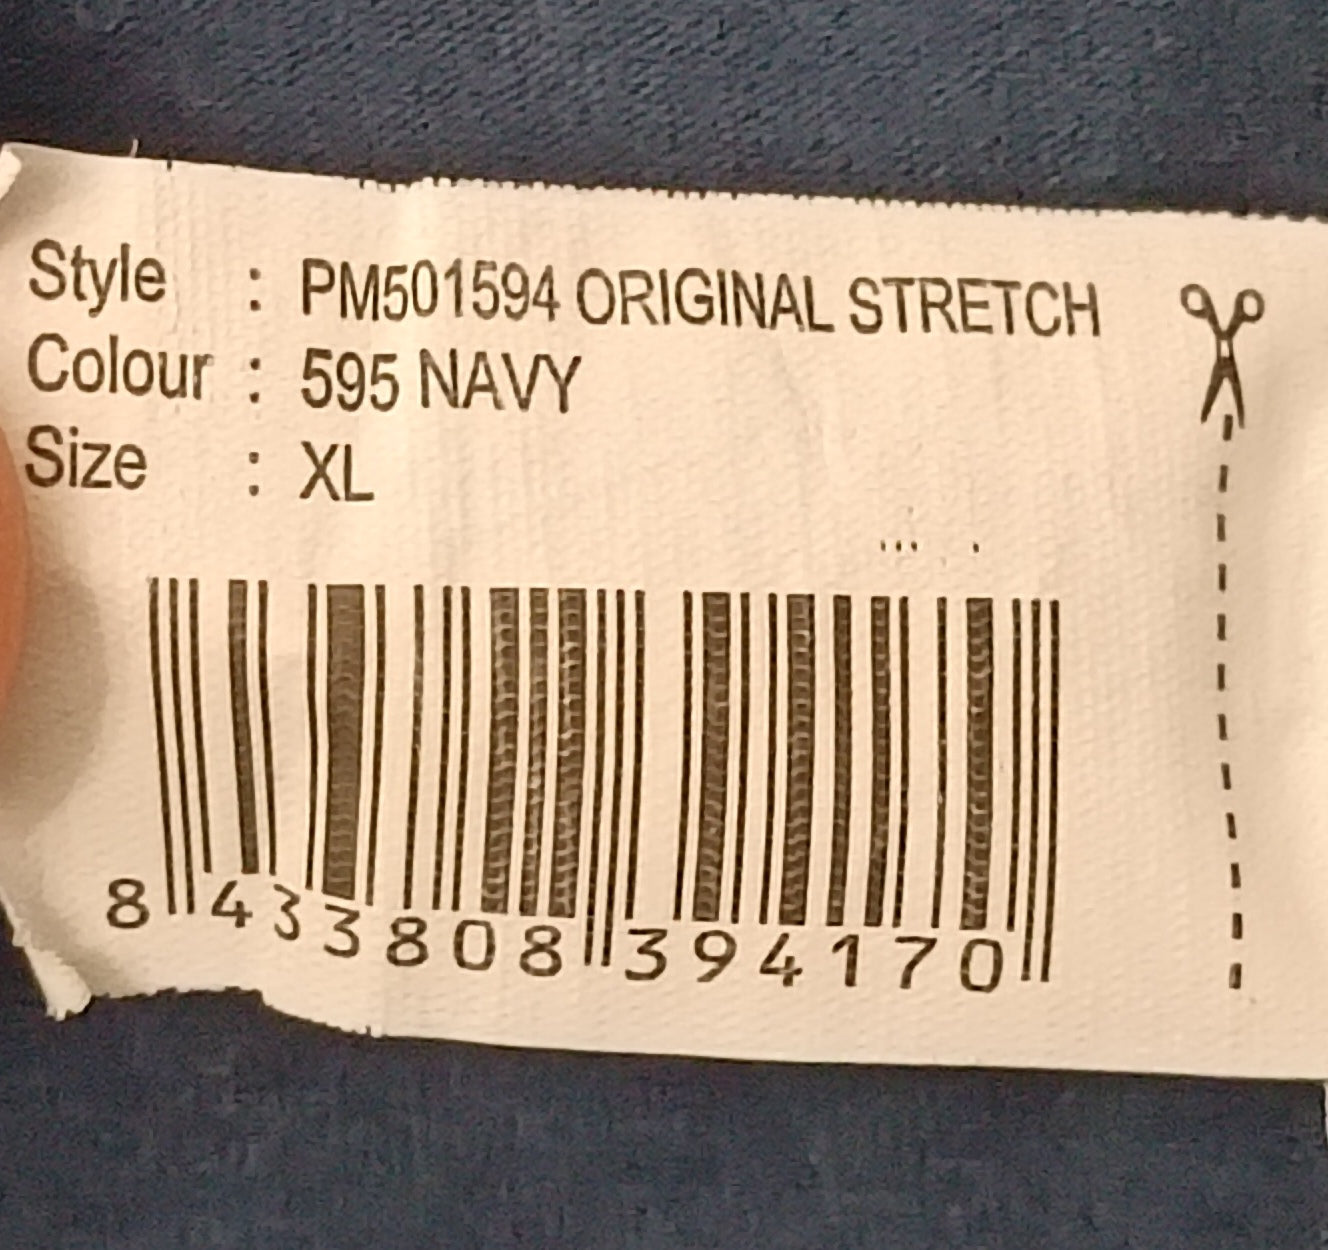 Style : PM501594 ORIGINAL STRETCH
Colour : 595 NAVY
Size : XL
8 433808 394170